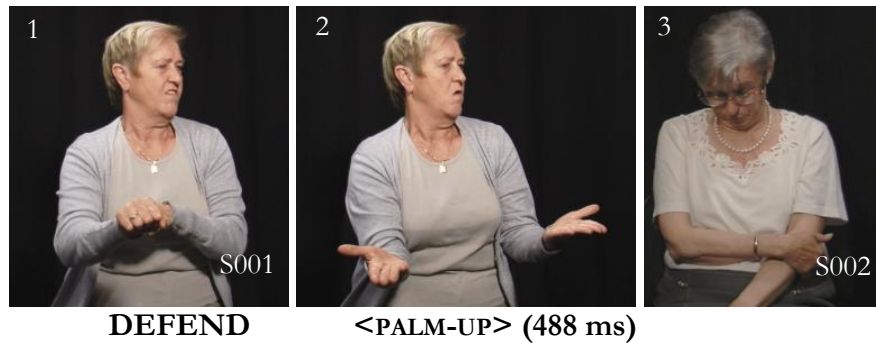 1
2
3
S001
S002
DEFEND
<PALM-UP> (488 ms)